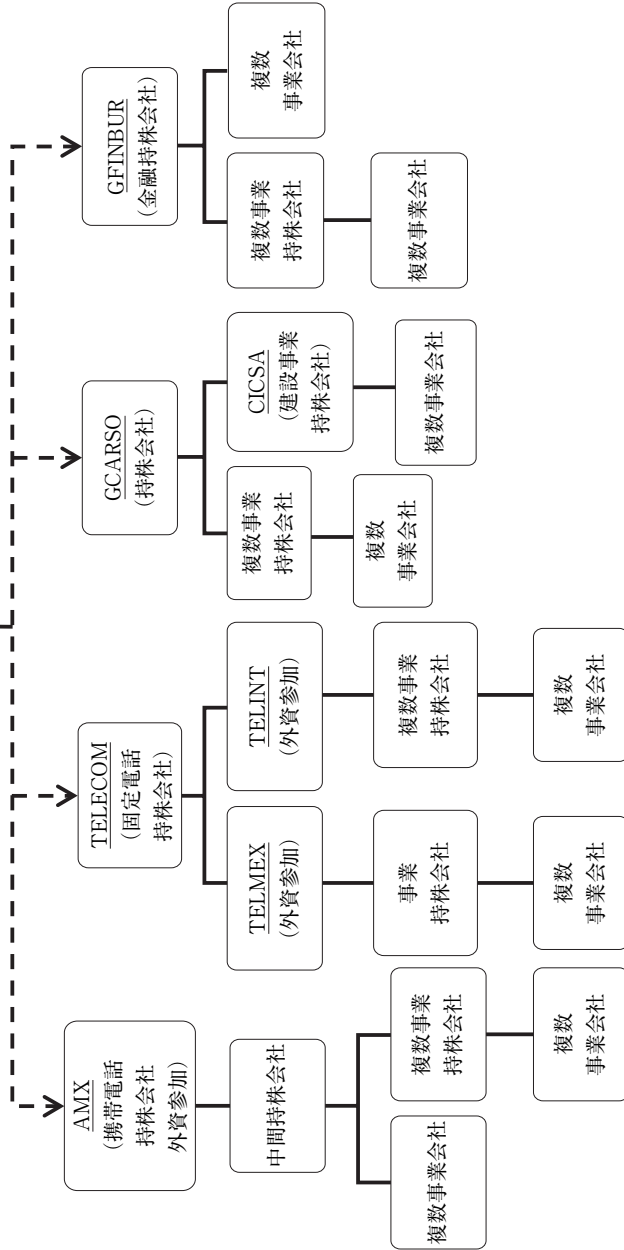 AMX
(携帯電話
持株会社
外資参加)
中間持株会社
複数事業会社
複数事業
持株会社
複数
事業会社
TELECOM
(固定電話
持株会社)
TELMEX
(外資参加)
事業
持株会社
複数
事業会社
TELINT
(外資参加)
複数事業
持株会社
複数
事業会社
GCARSO
(持株会社)
複数事業
持株会社
複数
事業会社
CICSA
(建設事業
持株会社)
複数事業会社
GFINBUR
(金融持株会社)
複数事業
持株会社
複数事業会社
複数
事業会社